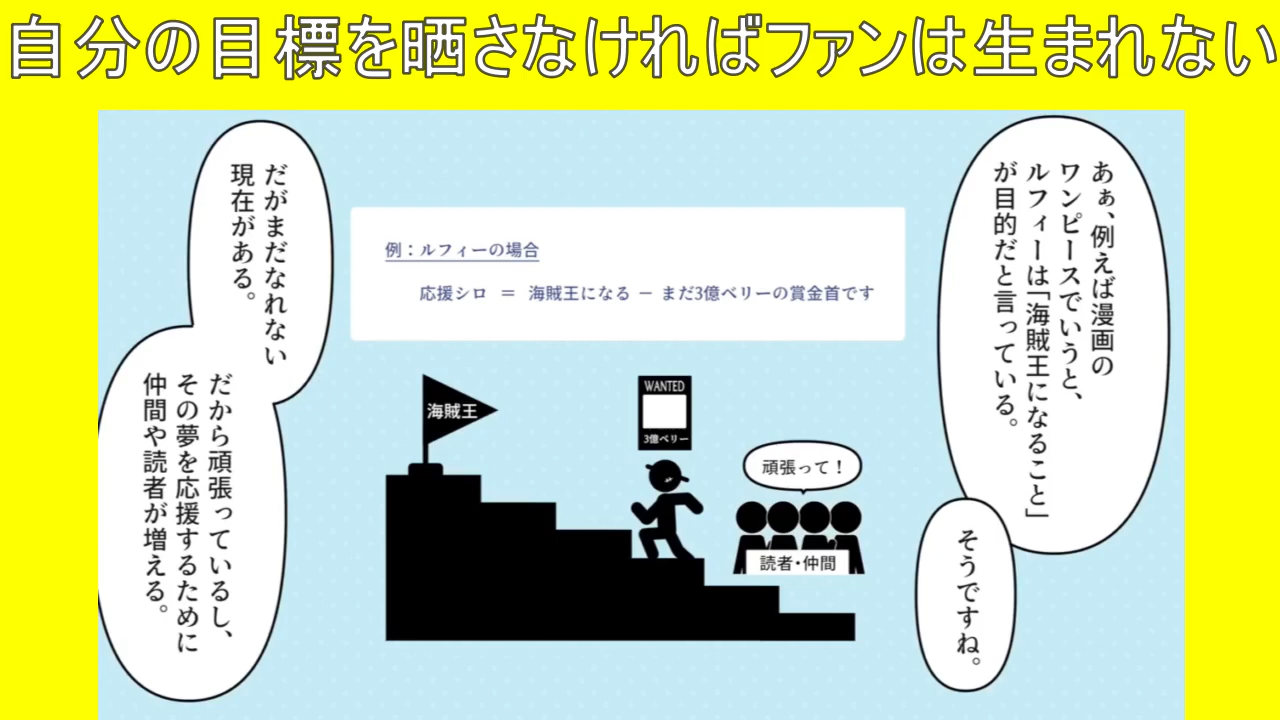 自分の目標を晒さなければファンは生まれない
あぁ、例えば漫画の
ワンピースでいうと、
ルフィーは「海賊王になること」
が目的だと言っている。
そうですね。
例：ルフィーの場合
応援シロ ＝ 海賊王になる － まだ3億ベリーの賞金首です
海賊王
WANTED
3億ベリー
頑張って！
読者・仲間
だがまだなれない
現在がある。
だから頑張っているし、
その夢を応援するために
仲間や読者が増える。